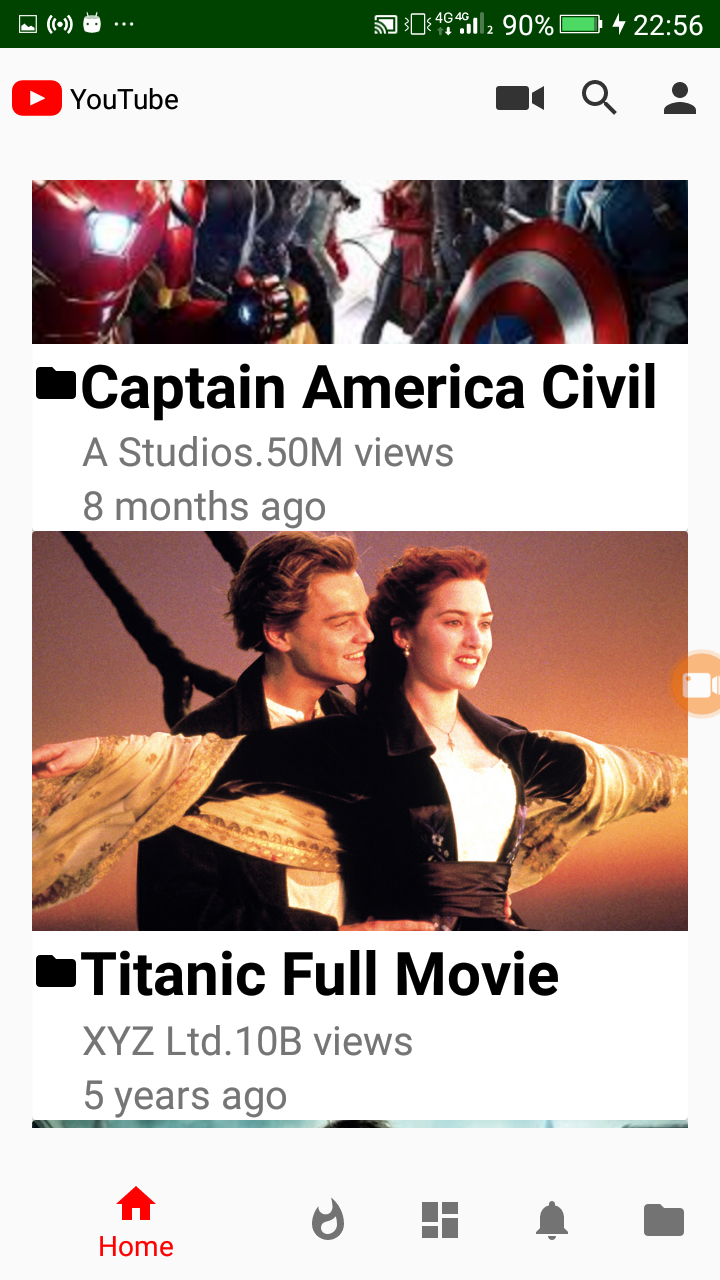 4G 4G 2 90% 22:56
YouTube
Captain America Civil
A Studios.50M views
8 months ago
Titanic Full Movie
XYZ Ltd.10B views
5 years ago
Home